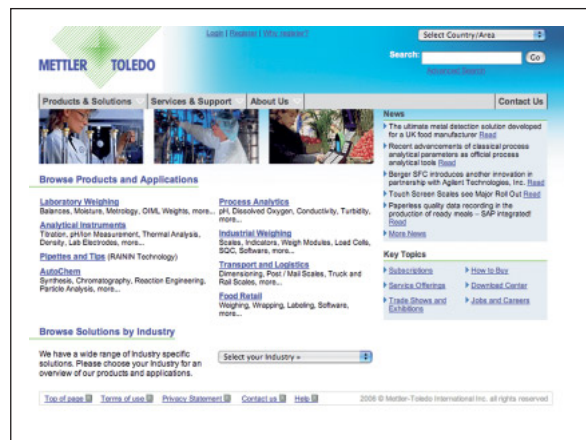 Login | Register | Why register?
Select Country/Area
METTLER TOLEDO
Search:
Go
Advanced Search
Products & Solutions
Services & Support
About Us
Contact Us
News
The ultimate metal detection solution developed
for a UK food manufacturer Read
Recent advancements of classical process
analytical parameters as official process
analytical tools Read
Berger SFC introduces another innovation in
partnership with Agilent Technologies, Inc. Read
Touch Screen Scales see Major Roll Out Read
Paperless quality data recording in the
production of ready meals – SAP integrated!
Read
More News
Browse Products and Applications
Laboratory Weighing
Balances, Moisture, Metrology, OIML, Weights, more...
Analytical Instruments
Titration, pH/Ion Measurement, Thermal Analysis,
Density, Lab Electrodes, more...
Pipettes and Tips (RAININ Technology)
AutoChem
Synthesis, Chromatography, Reaction Engineering,
Particle Analysis, more...
Process Analytics
pH, Dissolved Oxygen, Conductivity, Turbidity,
more...
Industrial Weighing
Scales, Indicators, Weigh Modules, Load Cells,
SQC, Software, more...
Transport and Logistics
Dimensioning, Post / Mail Scales, Truck and
Rail Scales, more...
Food Retail
Weighing, Wrapping, Labeling, Software,
more...
Key Topics
Subscriptions
How to Buy
Service Offerings
Download Center
Trade Shows and
Exhibitions
Jobs and Careers
Browse Solutions by Industry
We have a wide range of Industry specific
solutions. Please choose your Industry for an
overview of our products and applications.
Select your Industry »
Top of page
Terms of use
Privacy Statement
Contact us
Help
2006 © Mettler-Toledo International Inc. all rights reserved